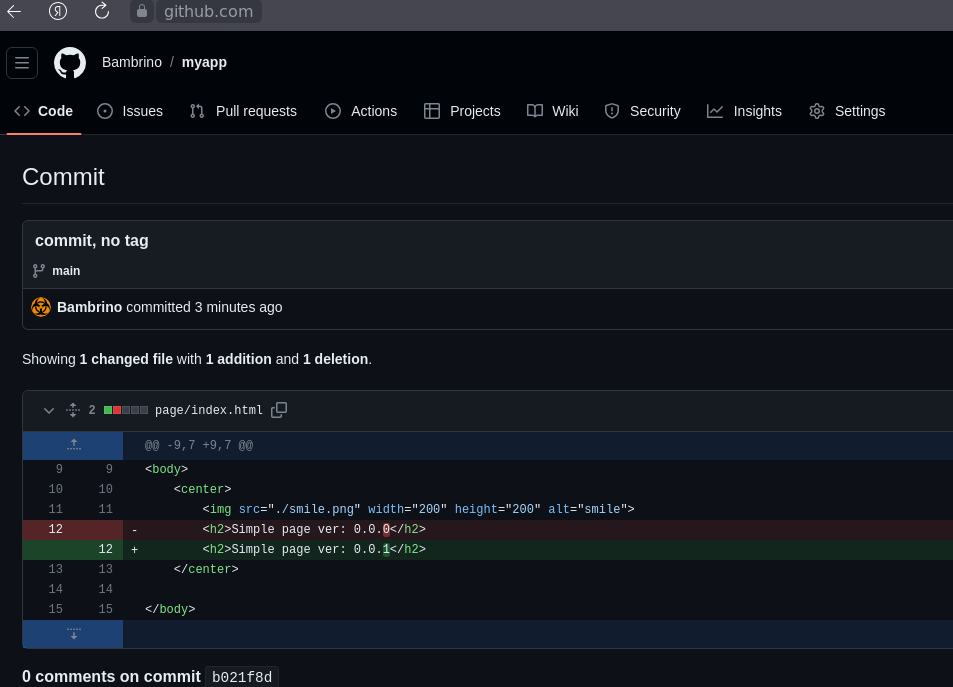 github.com
Bambrino / myapp
Code Issues Pull requests Actions Projects Wiki Security Insights Settings
Commit
commit, no tag
main
Bambrino committed 3 minutes ago
Showing 1 changed file with 1 addition and 1 deletion.
2 page/index.html
@@ -9,7 +9,7 @@
9 9 <body>
10 10 <center>
11 11 <img src="./smile.png" width="200" height="200" alt="smile">
12 - <h2>Simple page ver: 0.0.0</h2>
12 + <h2>Simple page ver: 0.0.1</h2>
13 13 </center>
14 14
15 15 </body>
0 comments on commit b021f8d